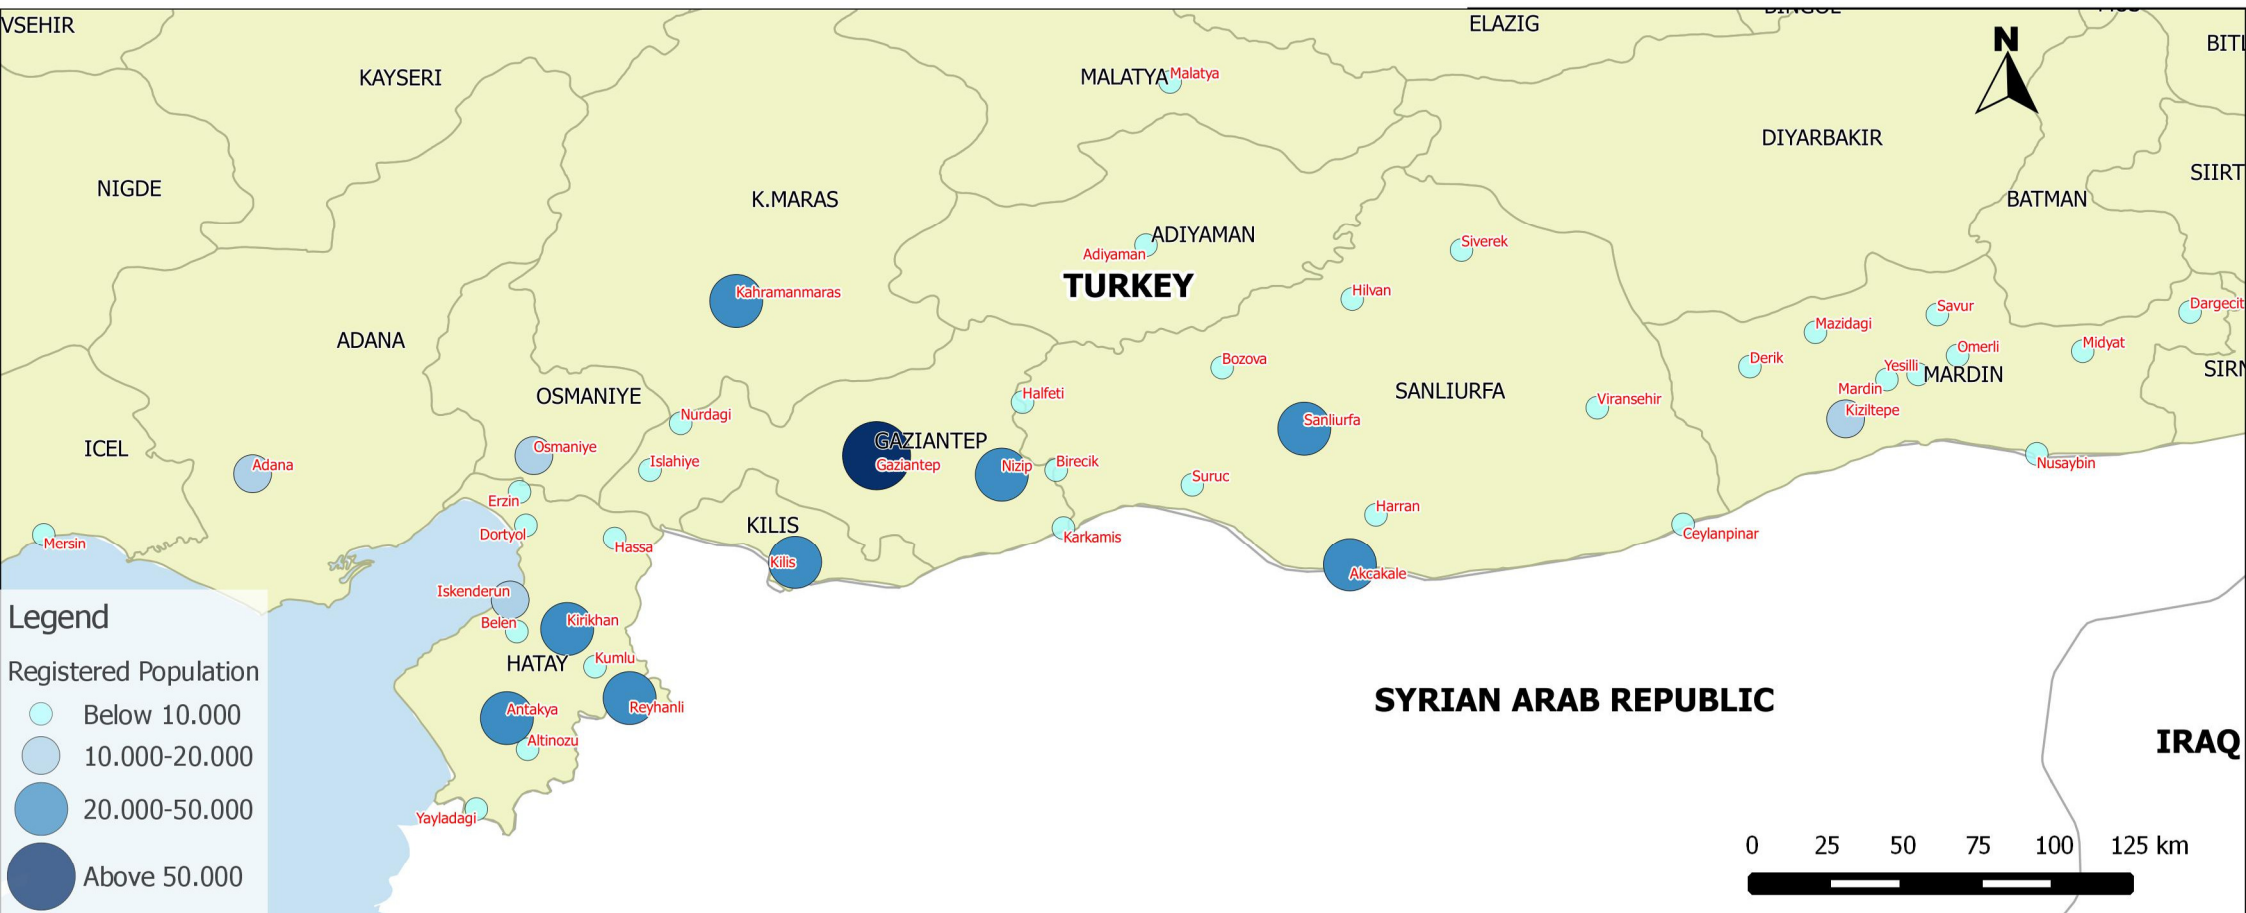 VSEHIR
KAYSERI
MALATYA
Malatya
ELAZIG
N
BITL
DIYARBAKIR
NIGDE
K.MARAS
SIIRT
BATMAN
Adiyaman
ADIYAMAN
Siverek
TURKEY
Kahramanmaras
Hilvan
Savur
Dargecit
ADANA
Mazidagi
Bozova
Derik
Omerli
Midyat
Yesilli
SIRN
OSMANIYE
Halfeti
SANLIURFA
Viransehir
Mardin
MARDIN
Nurdagi
Sanliurfa
Kiziltepe
ICEL
Adana
Osmaniye
Islahiye
GAZIANTEP
Gaziantep
Nizip
Birecik
Suruc
Nusaybin
Erzin
Harran
Mersin
Dortyol
Hassa
KILIS
Kilis
Karkamis
Akcakale
Ceylanpinar
Iskenderun
Belen
Kirikhan
HATAY
Kumlu
Antakya
Reyhanli
Altinozu
Yayladagi
SYRIAN ARAB REPUBLIC
IRAQ
Legend
Registered Population
Below 10.000
10.000-20.000
20.000-50.000
Above 50.000
0 25 50 75 100 125 km